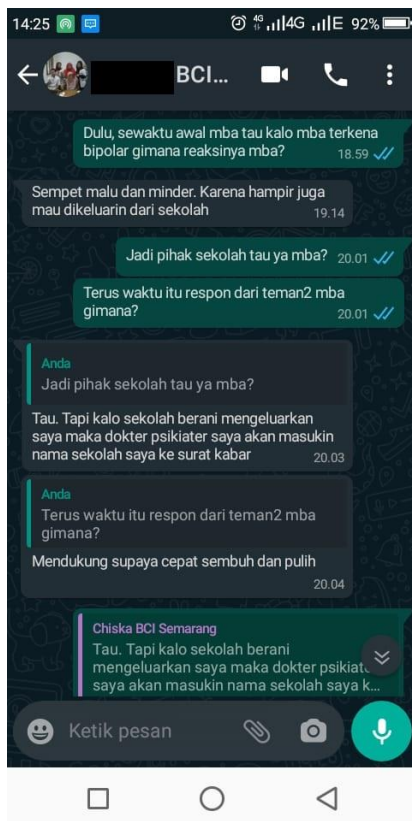 14:25
4G 4G E 92%
BCI...
Dulu, sewaktu awal mba tau kalo mba terkena
bipolar gimana reaksinya mba?
18.59
Sempet malu dan minder. Karena hampir juga
mau dikeluarin dari sekolah
19.14
Jadi pihak sekolah tau ya mba? 20.01
Terus waktu itu respon dari teman2 mba
gimana?
20.01
Anda
Jadi pihak sekolah tau ya mba?
Tau. Tapi kalo sekolah berani mengeluarkan
saya maka dokter psikiater saya akan masukin
nama sekolah saya ke surat kabar
20.03
Anda
Terus waktu itu respon dari teman2 mba
gimana?
Mendukung supaya cepat sembuh dan pulih
20.04
Chiska BCI Semarang
Tau. Tapi kalo sekolah berani
mengeluarkan saya maka dokter psikiat
saya akan masukin nama sekolah saya k...
Ketik pesan